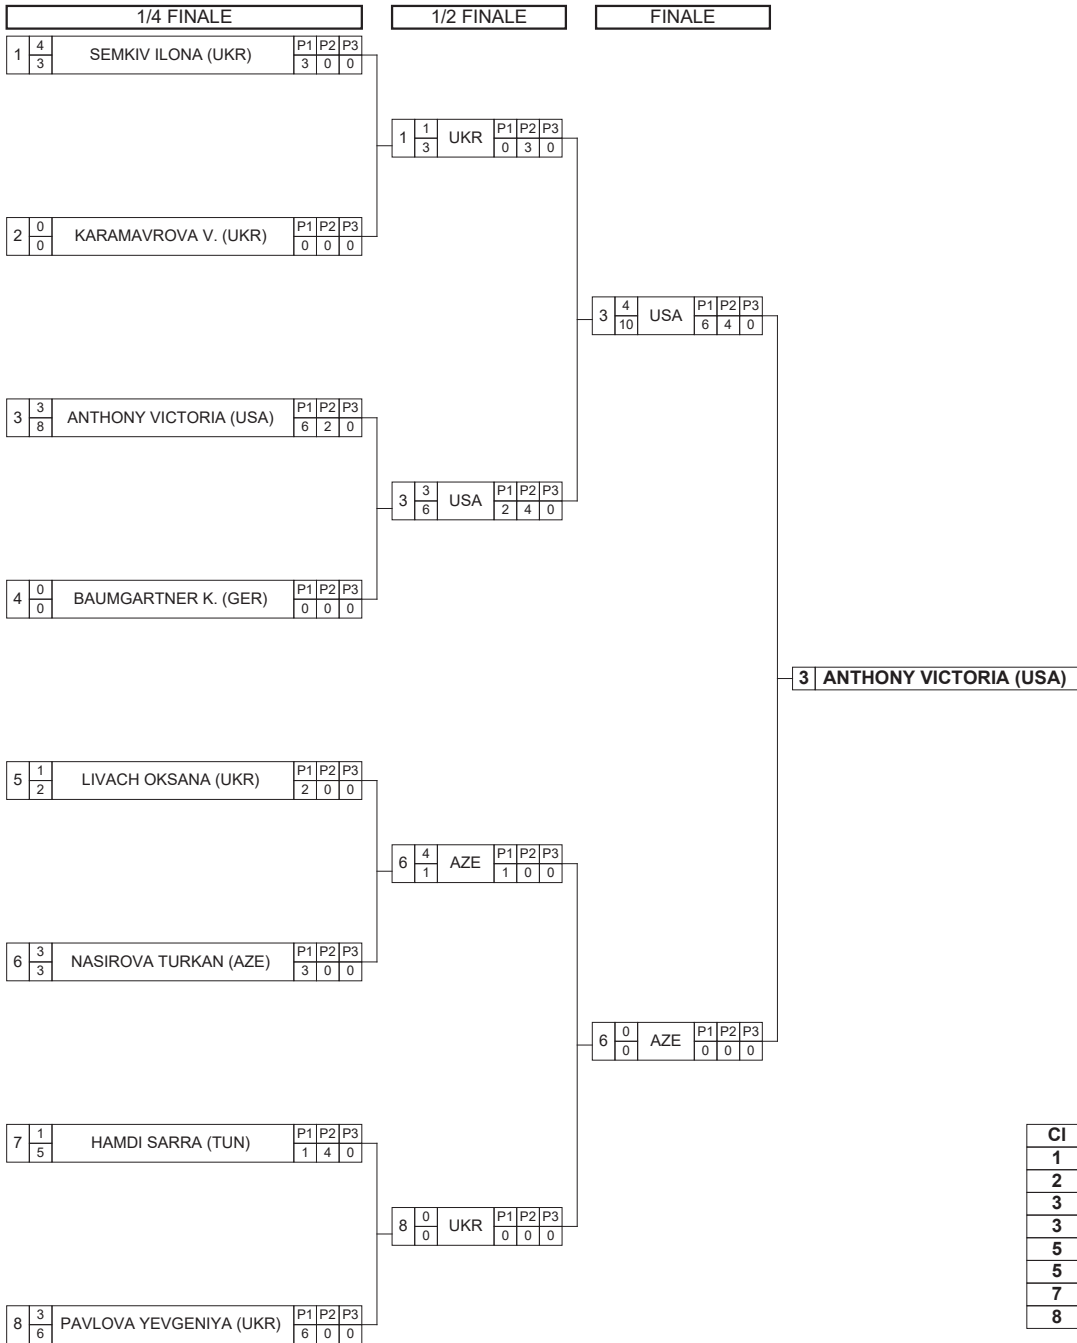 1/4 FINALE 1/2 FINALE FINALE
1 4 3 SEMKIV ILONA (UKR) P1 P2 P3 3 0 0
1 1 3 UKR P1 P2 P3 0 3 0
2 0 0 KARAMAVROVA V. (UKR) P1 P2 P3 0 0 0
3 4 10 USA P1 P2 P3 6 4 0
3 3 8 ANTHONY VICTORIA (USA) P1 P2 P3 6 2 0
3 3 6 USA P1 P2 P3 2 4 0
4 0 0 BAUMGARTNER K. (GER) P1 P2 P3 0 0 0
3 ANTHONY VICTORIA (USA)
5 1 2 LIVACH OKSANA (UKR) P1 P2 P3 2 0 0
6 4 1 AZE P1 P2 P3 1 0 0
6 3 3 NASIROVA TURKAN (AZE) P1 P2 P3 3 0 0
6 0 0 AZE P1 P2 P3 0 0 0
7 1 5 HAMDI SARRA (TUN) P1 P2 P3 1 4 0
8 0 0 UKR P1 P2 P3 0 0 0
8 3 6 PAVLOVA YEVGENIYA (UKR) P1 P2 P3 6 0 0
Cl
1
2
3
3
5
5
7
8